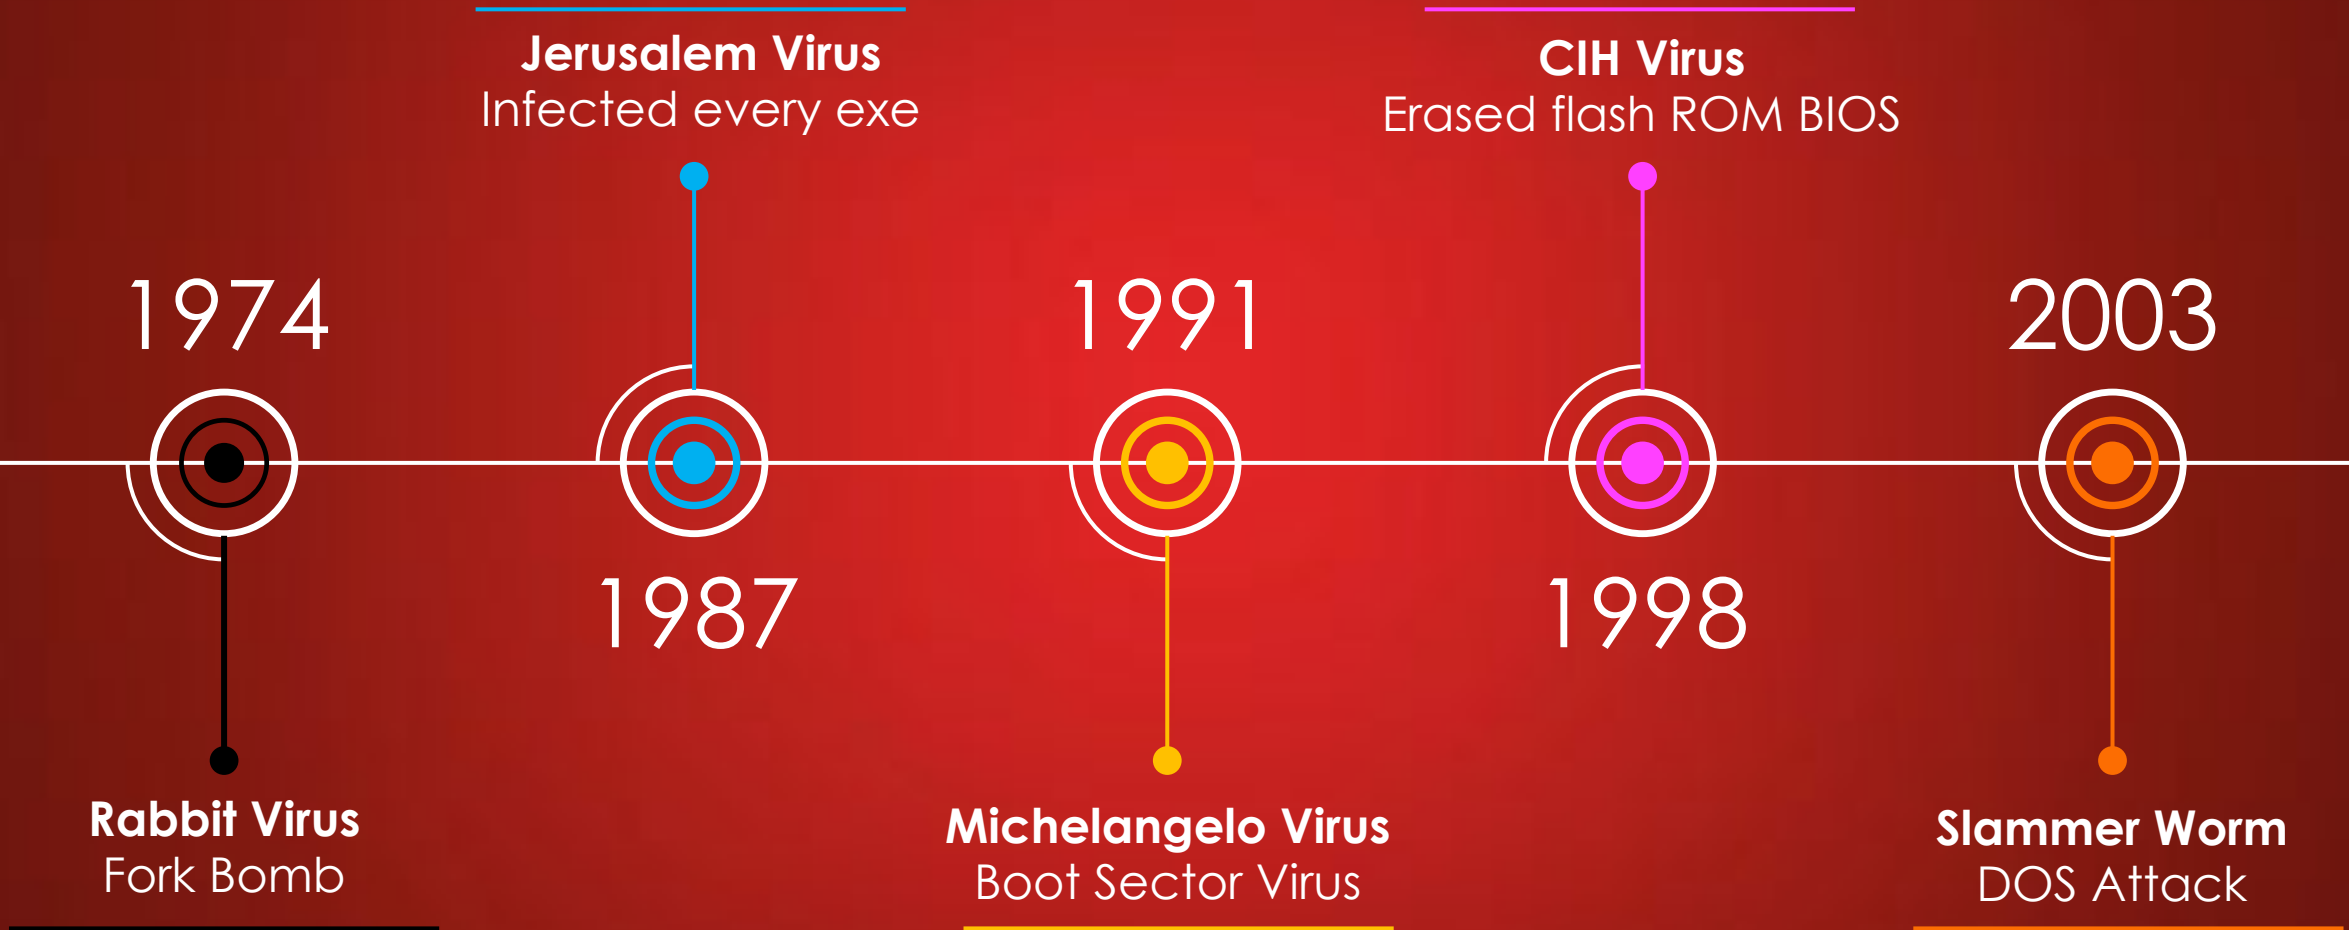 Jerusalem Virus
Infected every exe
CIH Virus
Erased flash ROM BIOS
1974
1991
2003
1987
1998
Rabbit Virus
Fork Bomb
Michelangelo Virus
Boot Sector Virus
Slammer Worm
DOS Attack